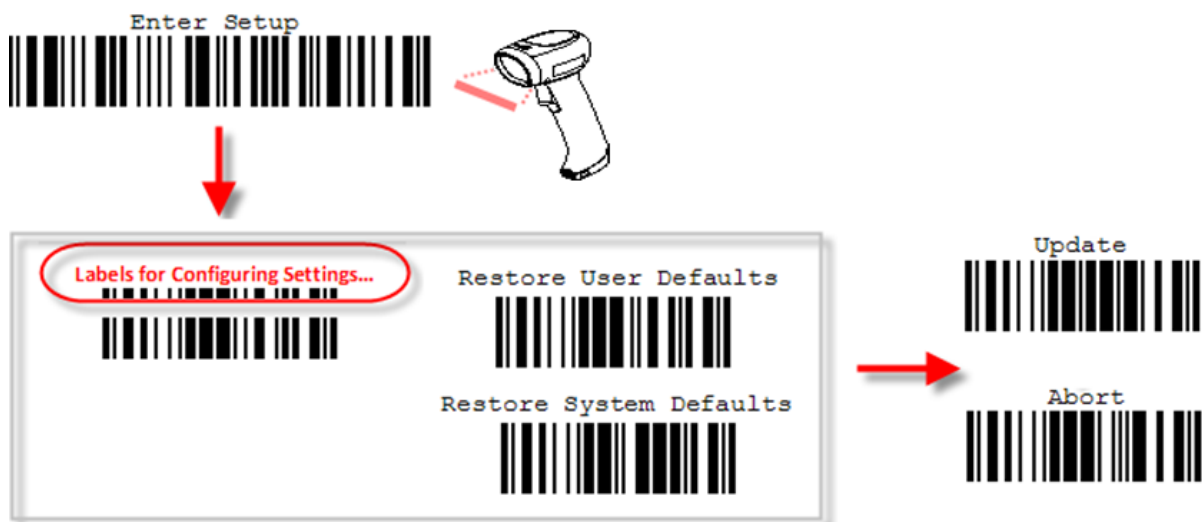 Enter Setup
Labels for Configuring Settings...
Restore User Defaults
Restore System Defaults
Update
Abort